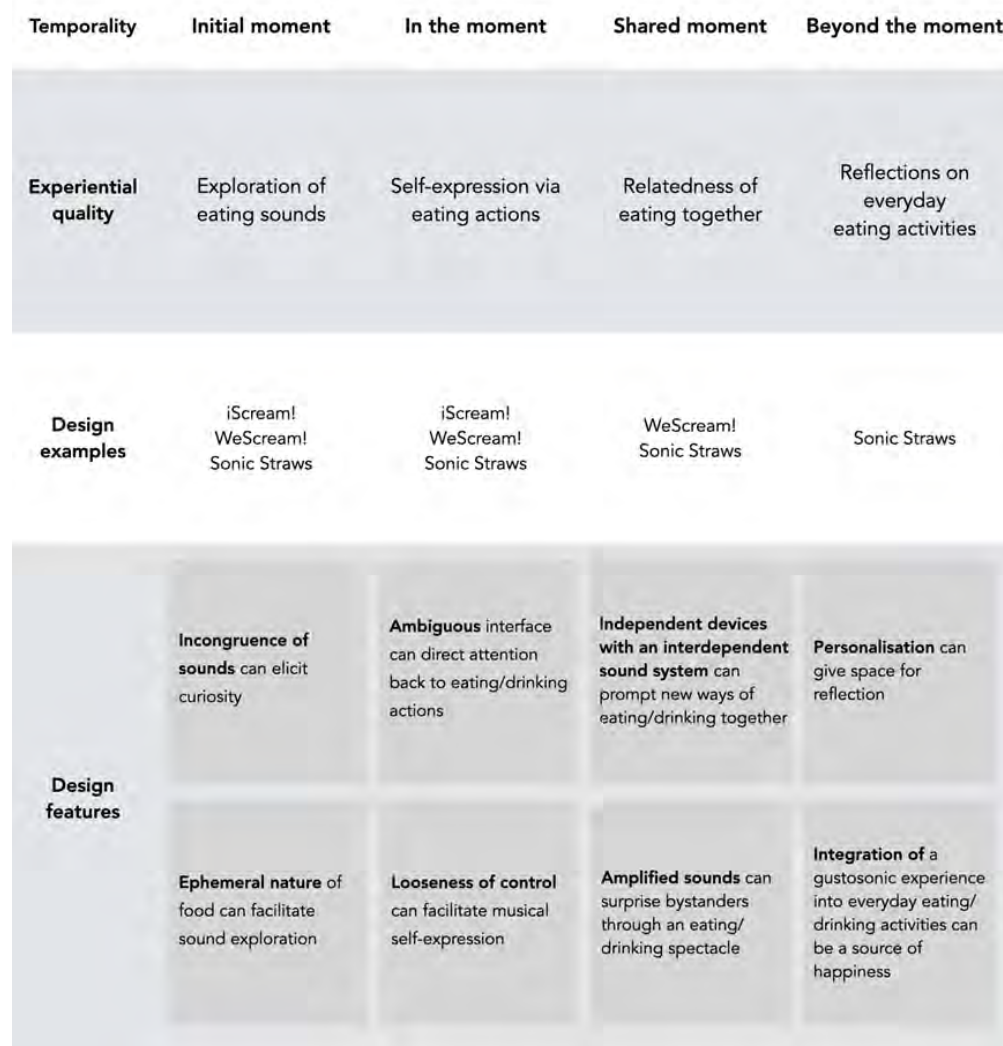 Temporality
Initial moment
In the moment
Shared moment
Beyond the moment
Experiential
quality
Exploration of
eating sounds
Self-expression via
eating actions
Relatedness of
eating together
Reflections on
everyday
eating activities
Design
examples
iScream!
WeScream!
Sonic Straws
iScream!
WeScream!
Sonic Straws
WeScream!
Sonic Straws
Sonic Straws
Design
features
Incongruence of
sounds can elicit
curiosity
Ambiguous interface
can direct attention
back to eating/drinking
actions
Independent devices
with an interdependent
sound system can
prompt new ways of
eating/drinking together
Personalisation can
give space for
reflection
Ephemeral nature of
food can facilitate
sound exploration
Looseness of control
can facilitate musical
self-expression
Amplified sounds can
surprise bystanders
through an eating/
drinking spectacle
Integration of a
gustosonic experience
into everyday eating/
drinking activities can
be a source of
happiness